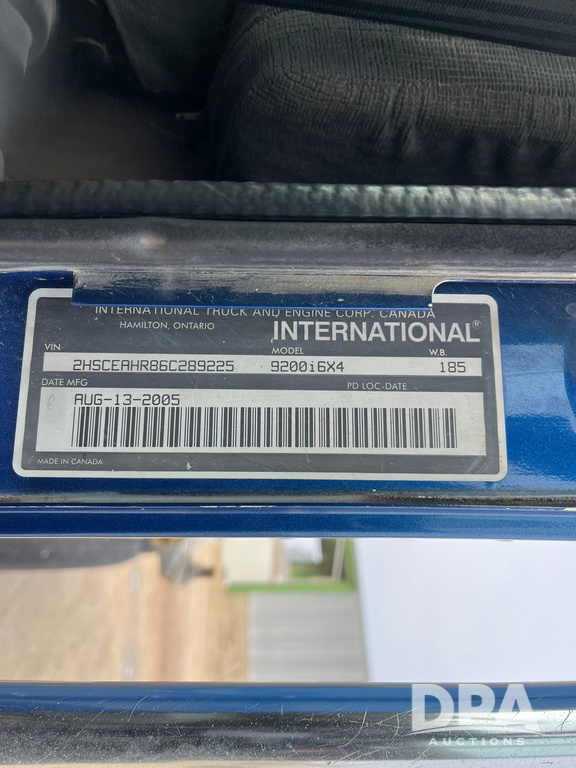 INTERNATIONAL TRUCK AND ENGINE CORP. CANADA
HAMILTON, ONTARIO
INTERNATIONAL®
VIN MODEL W.B.
2HSCEAHR86C289225 9200i6X4 185
DATE MFG PD LOC-DATE
AUG-13-2005
MADE IN CANADA
DPA
AUCTIONS